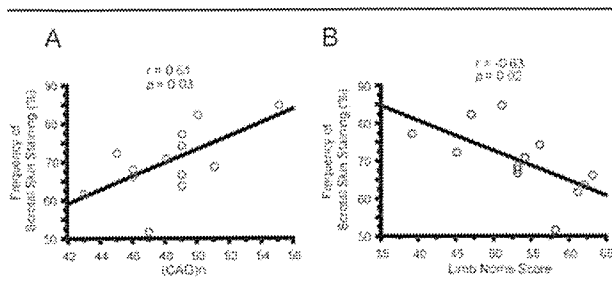 A
r = 0.61
p = 0.03
Frequency of
Scrotal Skin Staining (%)
90
80
70
60
50
42 44 46 48 50 52 54 56
(CAG)n
B
r = -0.63
p = 0.02
Frequency of
Scrotal Skin Staining (%)
90
80
70
60
50
35 40 45 50 55 60 65
Limb Norris Score